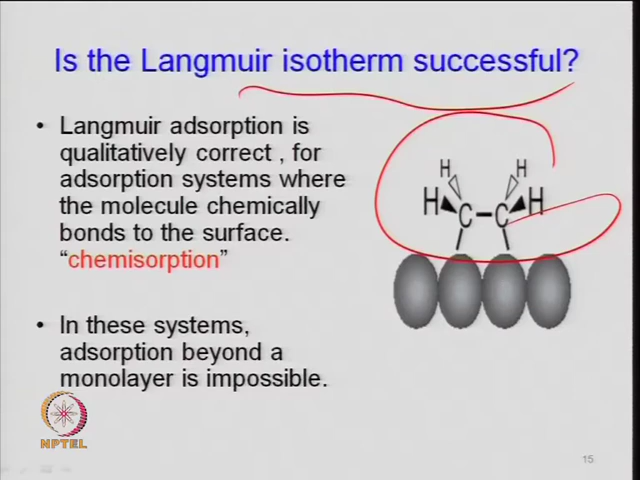 Is the Langmuir isotherm successful?
• Langmuir adsorption is
qualitatively correct , for
adsorption systems where
the molecule chemically
bonds to the surface.
“chemisorption”
• In these systems,
adsorption beyond a
monolayer is impossible.
H H
H C C H
NPTEL
15